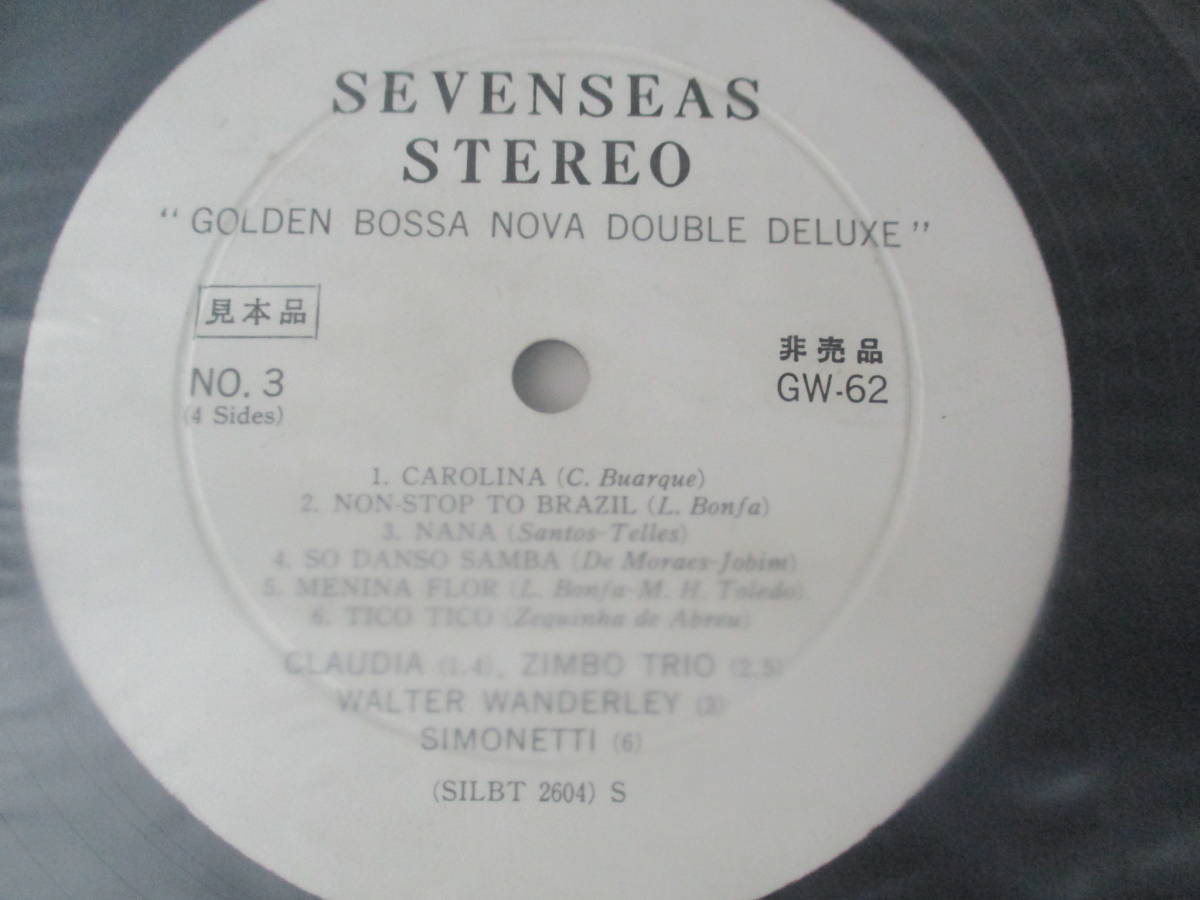 SEVENSEAS
STEREO
“GOLDEN BOSSA NOVA DOUBLE DELUXE”
見本品
NO. 3
(4 Sides)
非売品
GW-62
1. CAROLINA (C. Buarque)
2. NON-STOP TO BRAZIL (L. Bonfa)
3. NANA (Santos-Telles)
4. SO DANSO SAMBA (De Moraes-Jobim)
5. MENINA FLOR (L. Bonfa-M. H. Toledo)
6. TICO TICO (Zequinha de Abreu)
CLAUDIA (1.4), ZIMBO TRIO (2,5)
WALTER WANDERLEY (3)
SIMONETTI (6)
(SILBT 2604) S